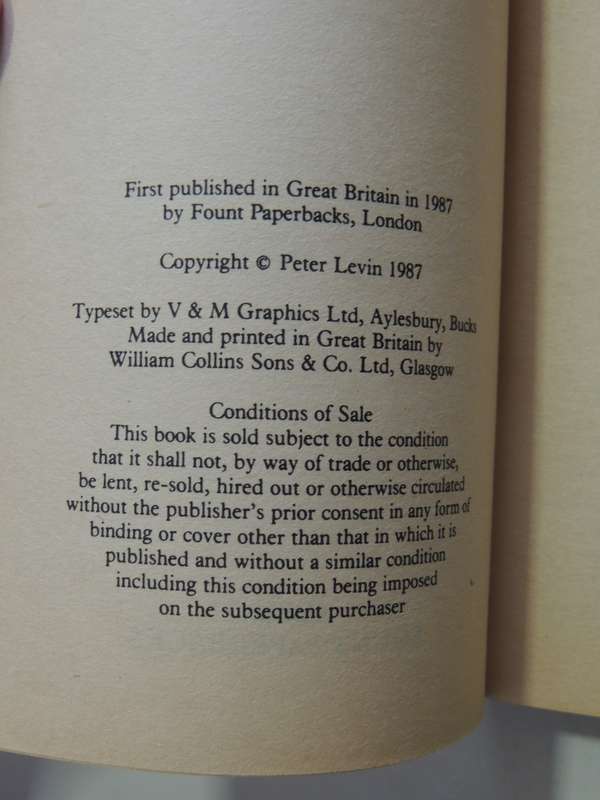 First published in Great Britain in 1987
by Fount Paperbacks, London
Copyright © Peter Levin 1987
Typeset by V & M Graphics Ltd, Aylesbury, Bucks
Made and printed in Great Britain by
William Collins Sons & Co. Ltd, Glasgow
Conditions of Sale
This book is sold subject to the condition
that it shall not, by way of trade or otherwise,
be lent, re-sold, hired out or otherwise circulated
without the publisher's prior consent in any form of
binding or cover other than that in which it is
published and without a similar condition
including this condition being imposed
on the subsequent purchaser